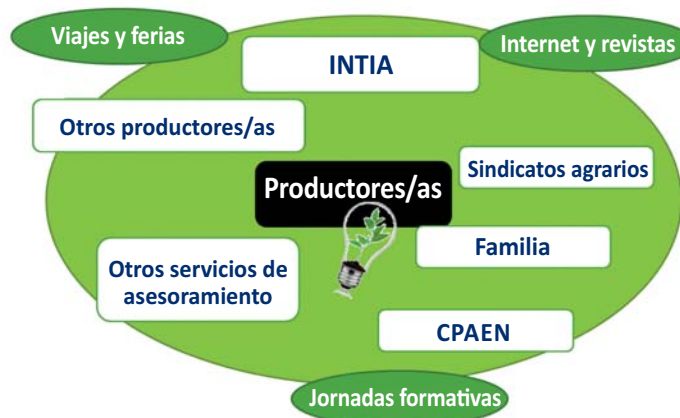 Viajes y ferias
Internet y revistas
INTIA
Otros productores/as
Sindicatos agrarios
Productores/as
Familia
Otros servicios de
asesoramiento
CPAEN
Jornadas formativas